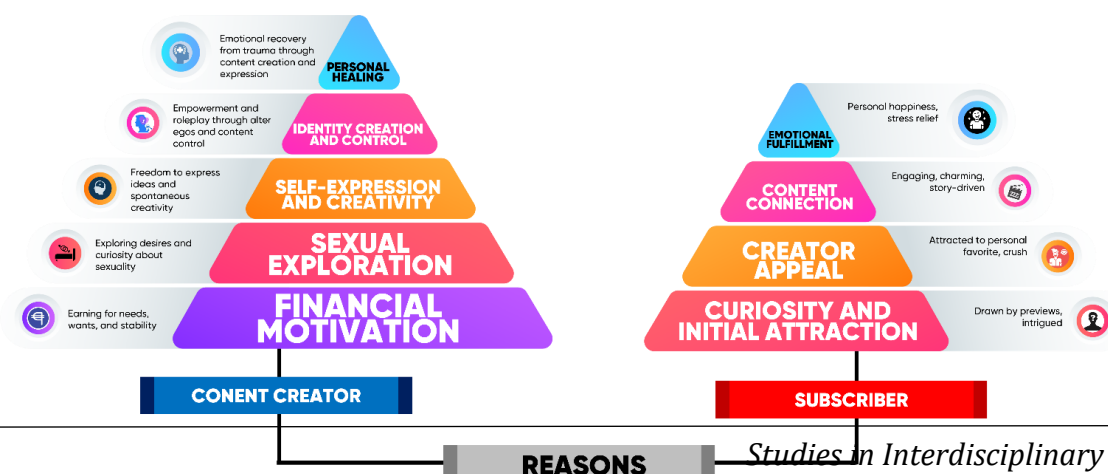 Emotional recovery
from trauma through
content creation and
expression
PERSONAL
HEALING
Empowerment and
roleplay through alter
egos and content
control
IDENTITY CREATION
AND CONTROL
Freedom to express
ideas and
spontaneous
creativity
SELF-EXPRESSION
AND CREATIVITY
Exploring desires and
curiosity about
sexuality
SEXUAL
EXPLORATION
Earning for needs,
wants, and stability
FINANCIAL
MOTIVATION
CONENT CREATOR
EMOTIONAL
FULFILLMENT
Personal happiness,
stress relief
CONTENT
CONNECTION
Engaging, charming,
story-driven
CREATOR
APPEAL
Attracted to personal
favorite, crush
CURIOSITY AND
INITIAL ATTRACTION
Drawn by previews,
intrigued
SUBSCRIBER
REASONS
Studies in Interdisciplinary